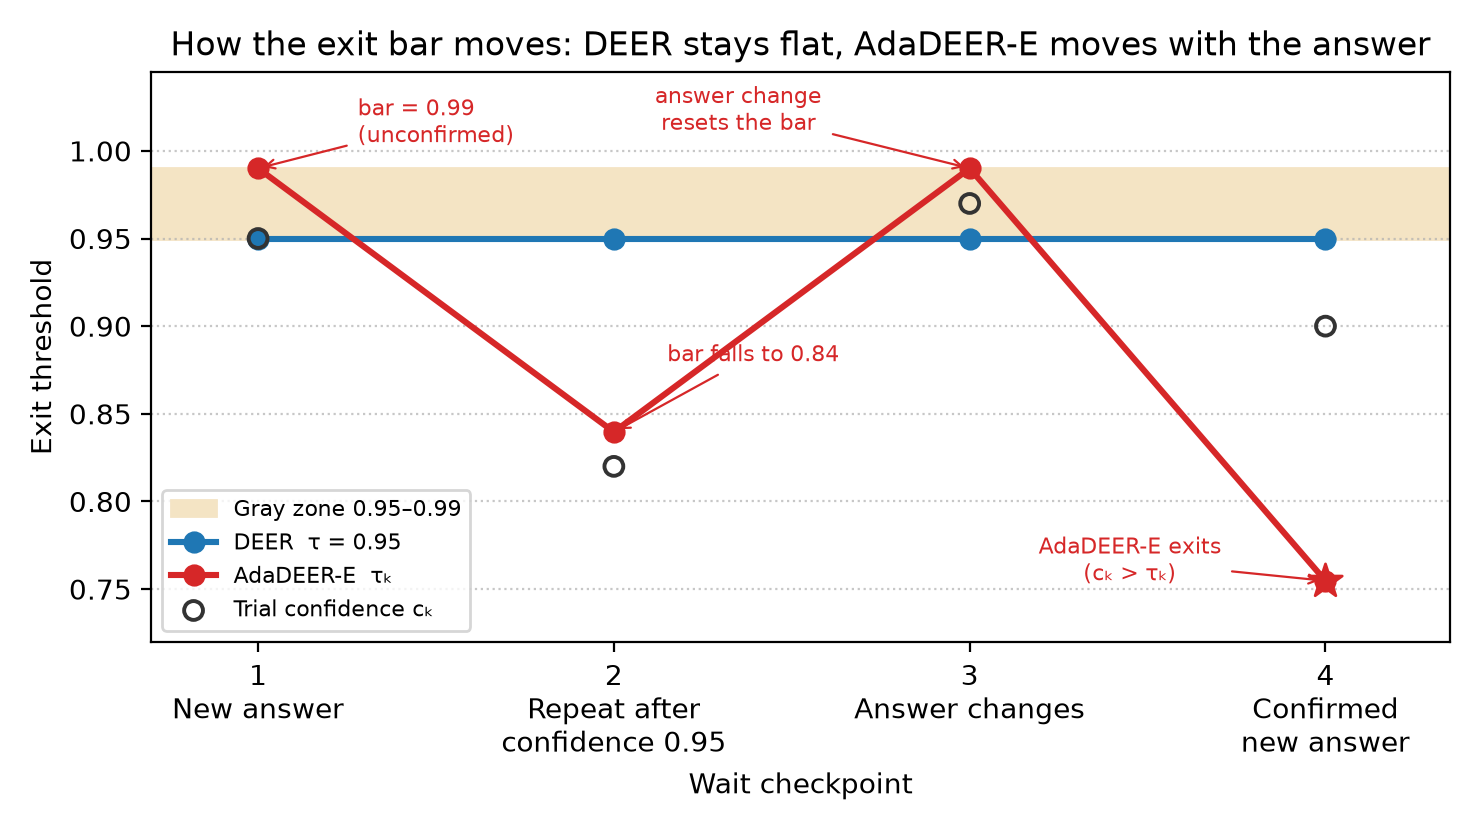 How the exit bar moves: DEER stays flat, AdaDEER-E moves with the answer
bar = 0.99
(unconfirmed)
answer change
resets the bar
1.00
0.95
0.90
0.85
0.80
0.75
Exit threshold
bar falls to 0.84
AdaDEER-E exits
(cₖ > τₖ)
Gray zone 0.95–0.99
DEER τ = 0.95
AdaDEER-E τₖ
Trial confidence cₖ
1
New answer
2
Repeat after
confidence 0.95
3
Answer changes
4
Confirmed
new answer
Wait checkpoint